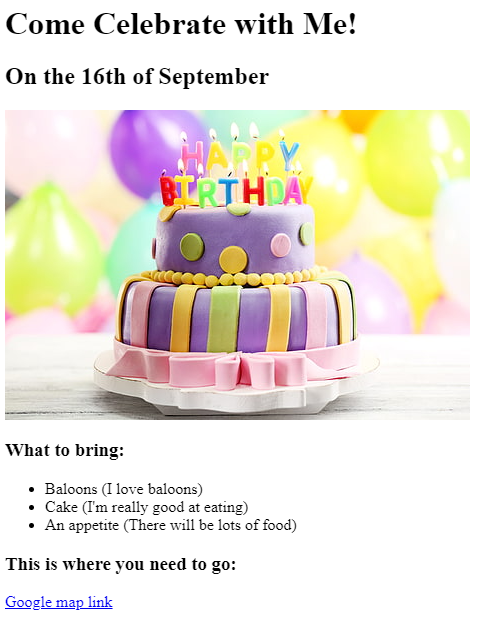 Come Celebrate with Me!
On the 16th of September
HAPPY
BIRTHDAY
What to bring:
Baloons (I love baloons)
Cake (I'm really good at eating)
An appetite (There will be lots of food)
This is where you need to go:
Google map link